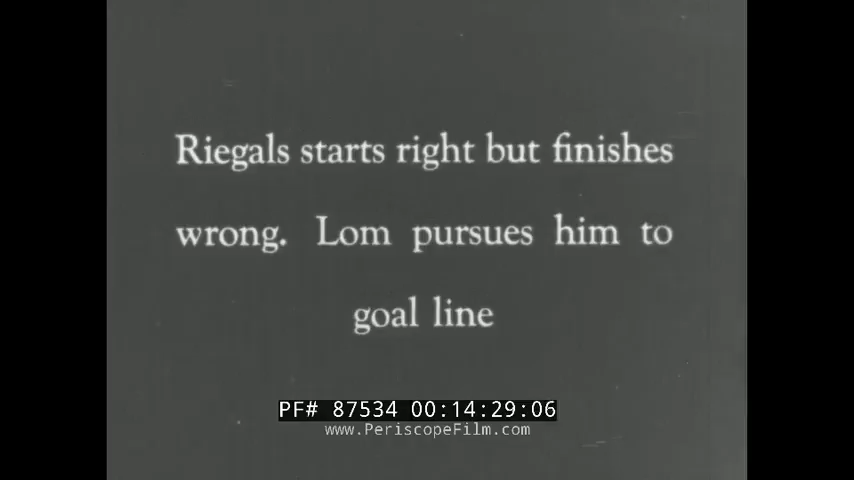 Riegals starts right but finishes
wrong. Lom pursues him to
goal line
PF# 87534 00:14:29:06
www.PeriscopeFilm.com